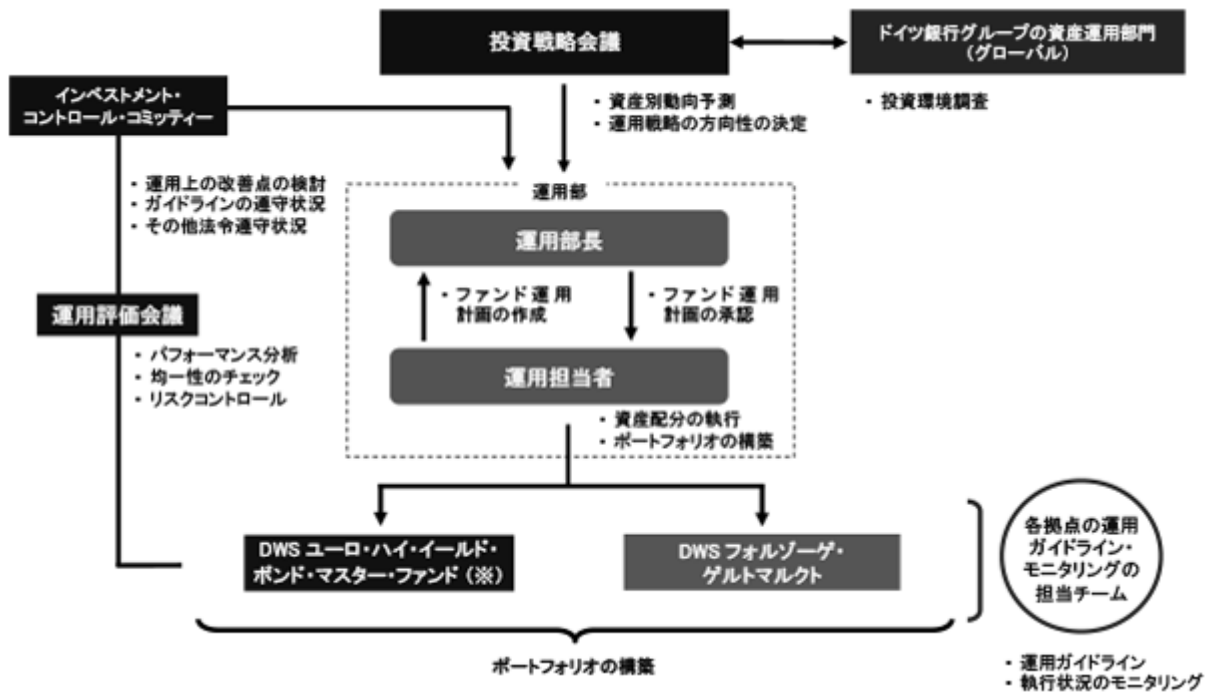 投資戦略会議
ドイツ銀行グループの資産運用部門
(グローバル)
インベストメント・
コントロール・コミッティー
・ 資産別動向予測
・ 運用戦略の方向性の決定
・ 投資環境調査
・ 運用上の改善点の検討
・ ガイドラインの遵守状況
・ その他法令遵守状況
運用部
運用部長
・ ファンド運用
計画の作成
・ ファンド運用
計画の承認
運用評価会議
・ パフォーマンス分析
・ 均一性のチェック
・ リスクコントロール
運用担当者
・ 資産配分の執行
・ ポートフォリオの構築
DWS ユーロ・ハイ・イールド・
ボンド・マスター・ファンド(※)
DWS フォルゾーゲ・
ゲルトマルクト
各拠点の運用
ガイドライン・
モニタリングの
担当チーム
ポートフォリオの構築
・ 運用ガイドライン
・ 執行状況のモニタリング